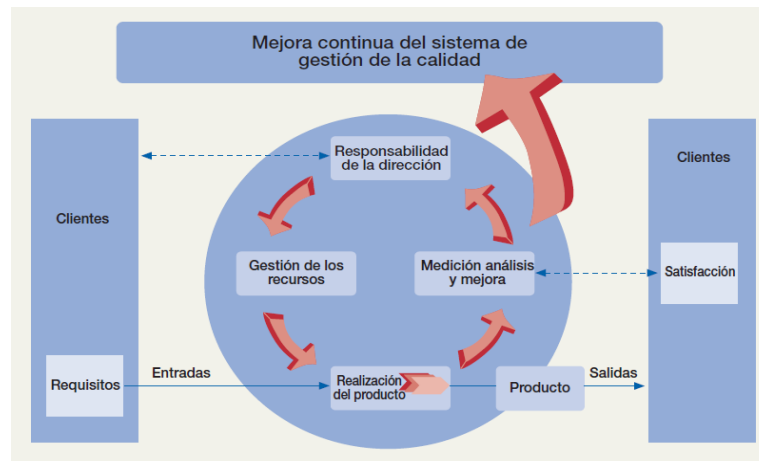 Mejora continua del sistema de
gestión de la calidad
Responsabilidad
de la dirección
Clientes
Clientes
Gestión de los
recursos
Medición análisis
y mejora
Satisfacción
Requisitos
Entradas
Realización
del producto
Producto
Salidas